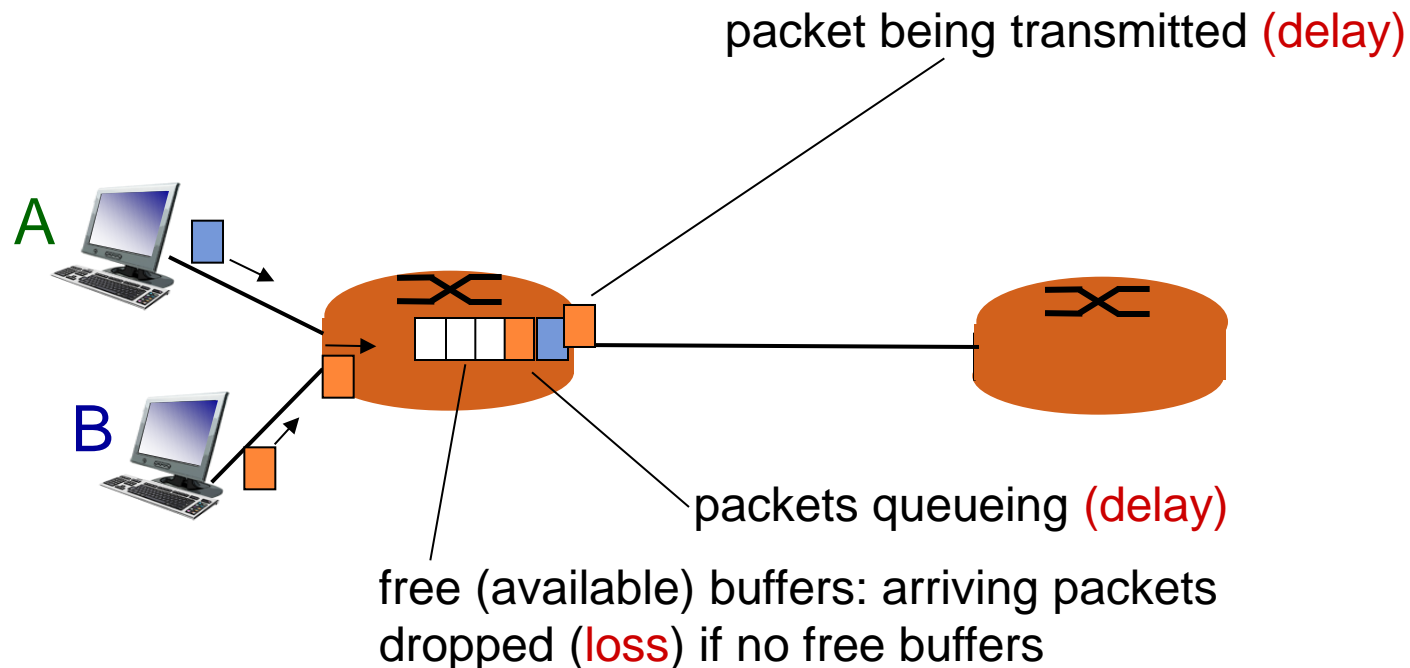 packet being transmitted (delay)
A
B
packets queueing (delay)
free (available) buffers: arriving packets
dropped (loss) if no free buffers